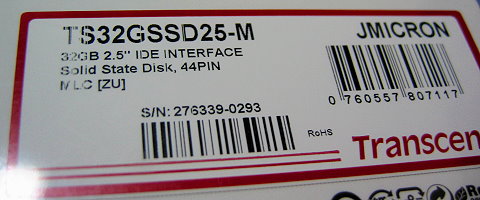 TS32GSSD25-M
JMICRON
32GB 2.5" IDE INTERFACE
Solid State Disk, 44PIN
MLC [ZU]
0 760557 807117
S/N: 276339-0293
RoHS
Transcen